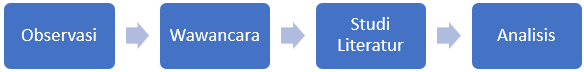 Observasi
Wawancara
Studi
Literatur
Analisis